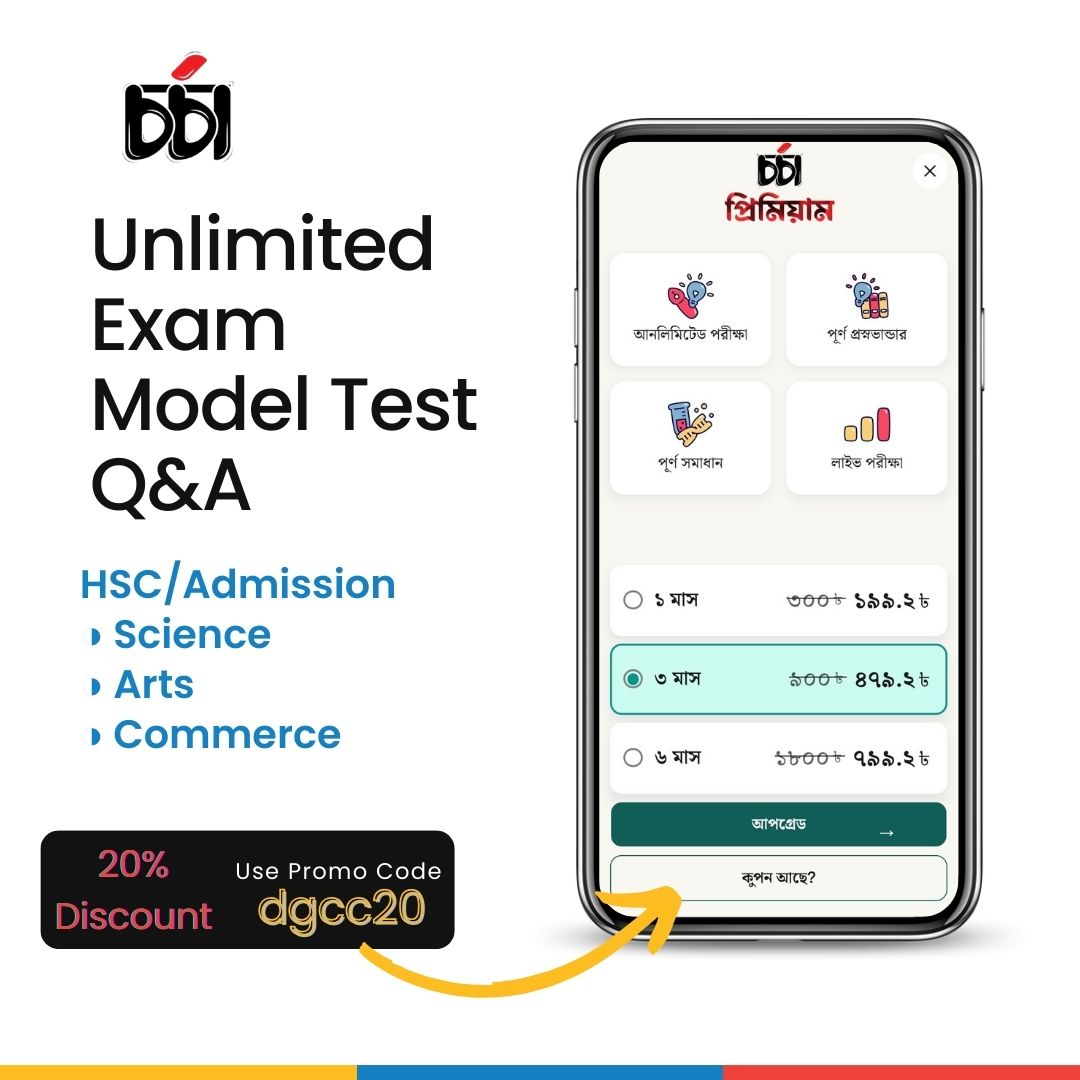 চর্চা
Unlimited
Exam
Model Test
Q&A
HSC/Admission
Science
Arts
Commerce
20%
Discount
Use Promo Code
dgcc20
চর্চা
প্রিমিয়াম
আনলিমিটেড পরীক্ষা
পূর্ণ প্রস্নভান্ডার
পূর্ণ সমাধান
লাইভ পরীক্ষা
১ মাস ৩০০৳ ১৯৯.২৳
৩ মাস ৯০০৳ ৪৭৯.২৳
৬ মাস ১৮০০৳ ৭৯৯.২৳
আপগ্রেড →
কুপন আছে?